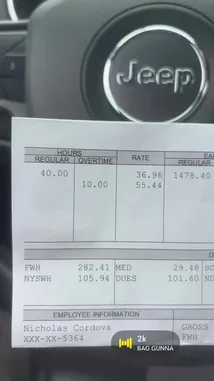 Jeep
HOURS
REGULAR OVERTIME RATE REGULAR
40.00 36.96 1478.40
10.00 55.44
FWH 282.41 MED 29.48
NYSWH 105.94 DUES 101.60
EMPLOYEE INFORMATION
Nicholas Cordova GROSS
XXX-XX-5364 FWH
2k
BAG GUNNA